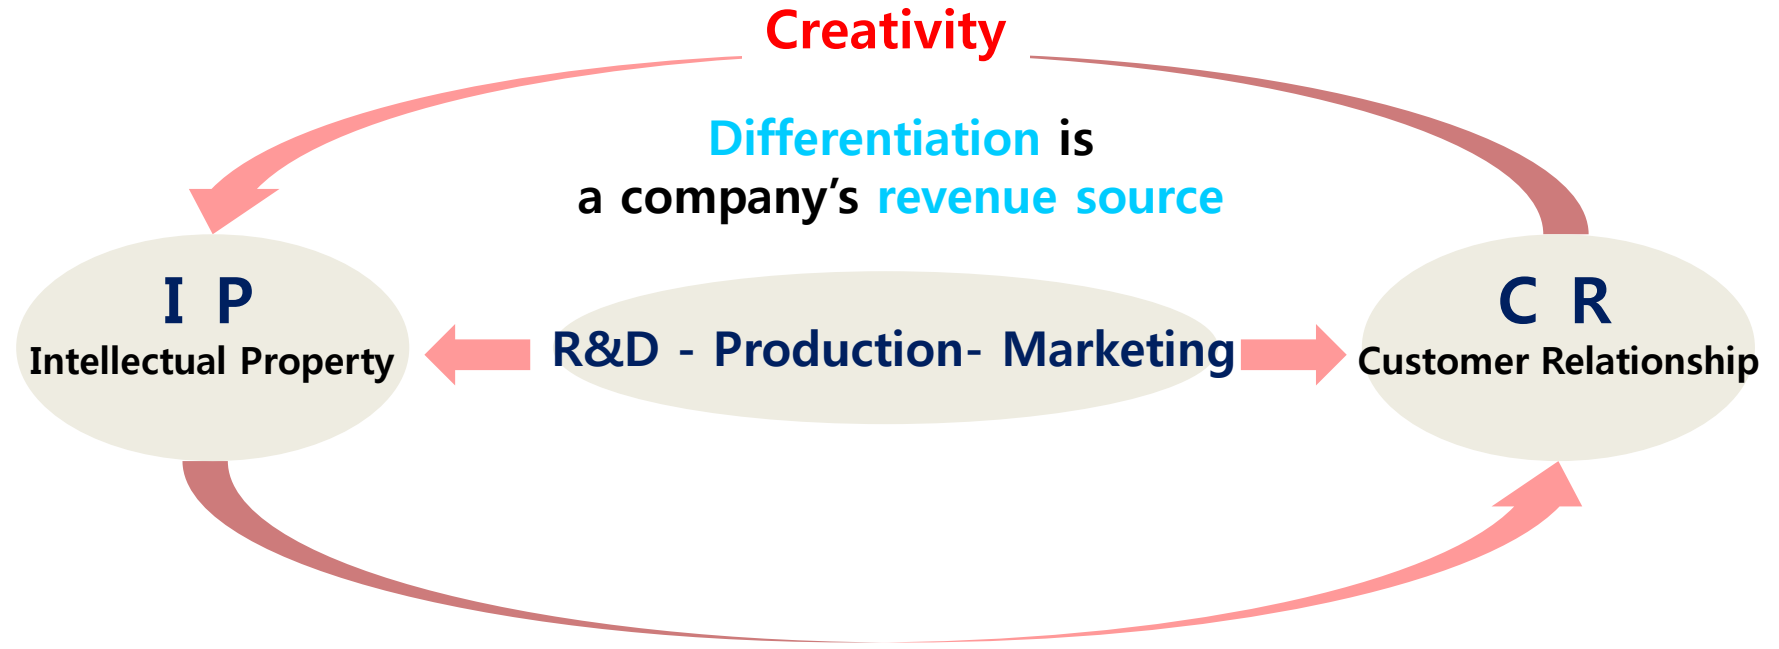 Creativity
Differentiation is
a company’s revenue source
I P
Intellectual Property
R&D - Production- Marketing
C R
Customer Relationship